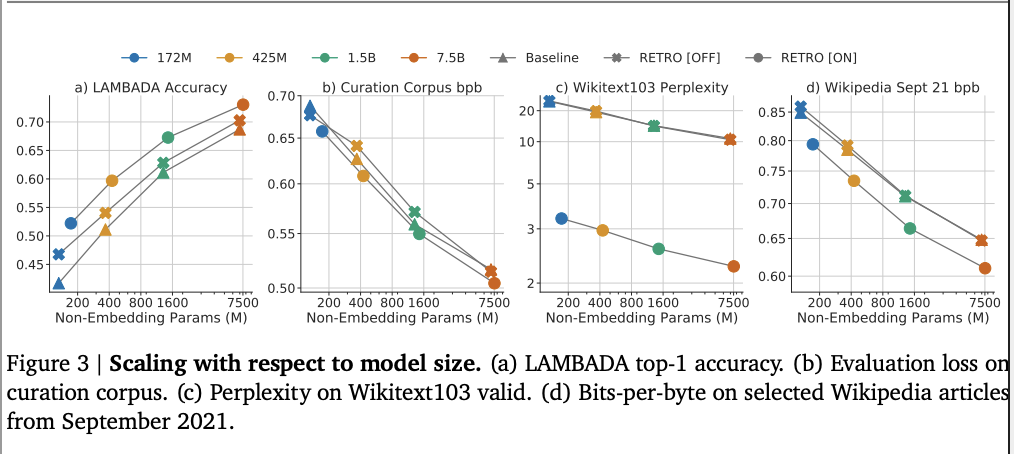 172M 425M 1.5B 7.5B Baseline RETRO [OFF] RETRO [ON]
a) LAMBADA Accuracy
0.70
0.65
0.60
0.55
0.50
0.45
200 400 800 1600 7500
Non-Embedding Params (M)
b) Curation Corpus bpb
0.70
0.65
0.60
0.55
0.50
200 400 800 1600 7500
Non-Embedding Params (M)
c) Wikitext103 Perplexity
20
10
5
3
2
200 400 800 1600 7500
Non-Embedding Params (M)
d) Wikipedia Sept 21 bpb
0.85
0.80
0.75
0.70
0.65
0.60
200 400 800 1600 7500
Non-Embedding Params (M)
Figure 3 | Scaling with respect to model size. (a) LAMBADA top-1 accuracy. (b) Evaluation loss on
curation corpus. (c) Perplexity on Wikitext103 valid. (d) Bits-per-byte on selected Wikipedia articles
from September 2021.